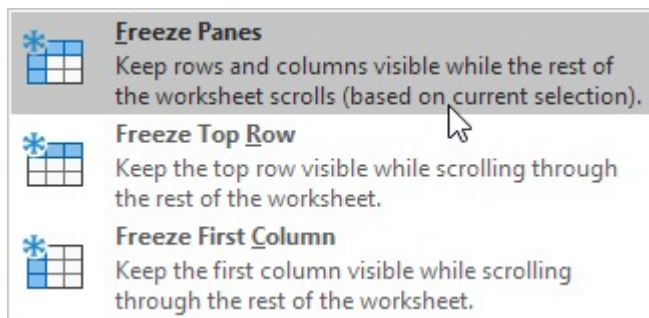 Freeze Panes
Keep rows and columns visible while the rest of
the worksheet scrolls (based on current selection).
Freeze Top Row
Keep the top row visible while scrolling through
the rest of the worksheet.
Freeze First Column
Keep the first column visible while scrolling
through the rest of the worksheet.